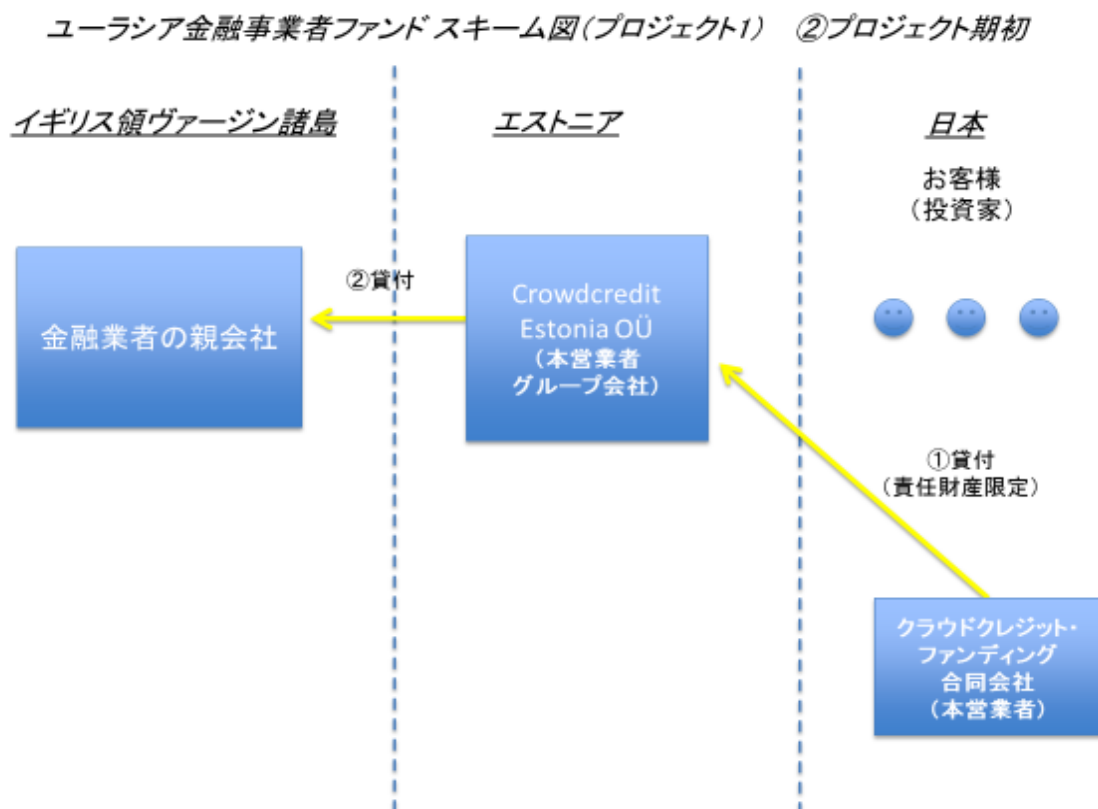 ユーラシア金融事業者ファンド スキーム図(プロジェクト1)　②プロジェクト期初
イギリス領ヴァージン諸島
エストニア
日本
お客様
（投資家）
金融業者の親会社
②貸付
Crowdcredit
Estonia OÜ
（本営業者
グループ会社）
①貸付
（責任財産限定）
クラウドクレジット・
ファンディング
合同会社
（本営業者）